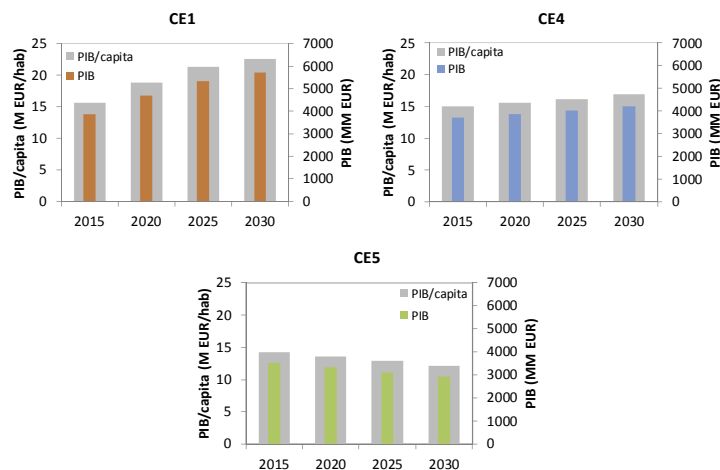 CE1
PIB/capita (M EUR/hab)
25
20
15
10
5
0
PIB/capita
PIB
7000
6000
5000
4000
3000
2000
1000
0
PIB (MM EUR)
2015 2020 2025 2030
CE4
PIB/capita (M EUR/hab)
25
20
15
10
5
0
PIB/capita
PIB
7000
6000
5000
4000
3000
2000
1000
0
PIB (MM EUR)
2015 2020 2025 2030
CE5
PIB/capita (M EUR/hab)
25
20
15
10
5
0
PIB/capita
PIB
7000
6000
5000
4000
3000
2000
1000
0
PIB (MM EUR)
2015 2020 2025 2030